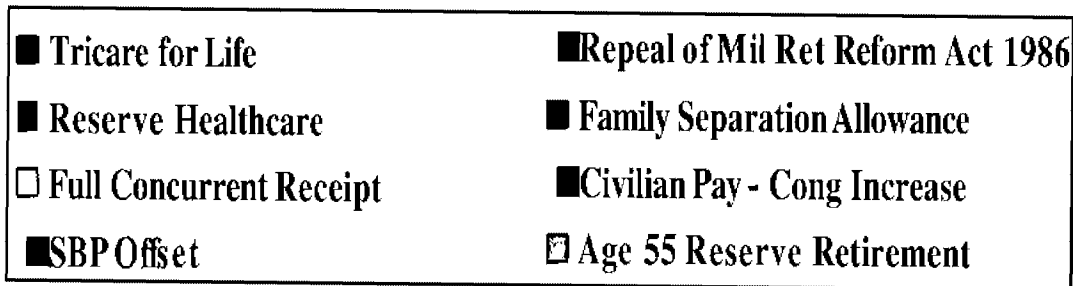 Tricare for Life
Repeal of Mil Ret Reform Act 1986
Reserve Healthcare
Family Separation Allowance
Full Concurrent Receipt
Civilian Pay - Cong Increase
SBP Offset
Age 55 Reserve Retirement